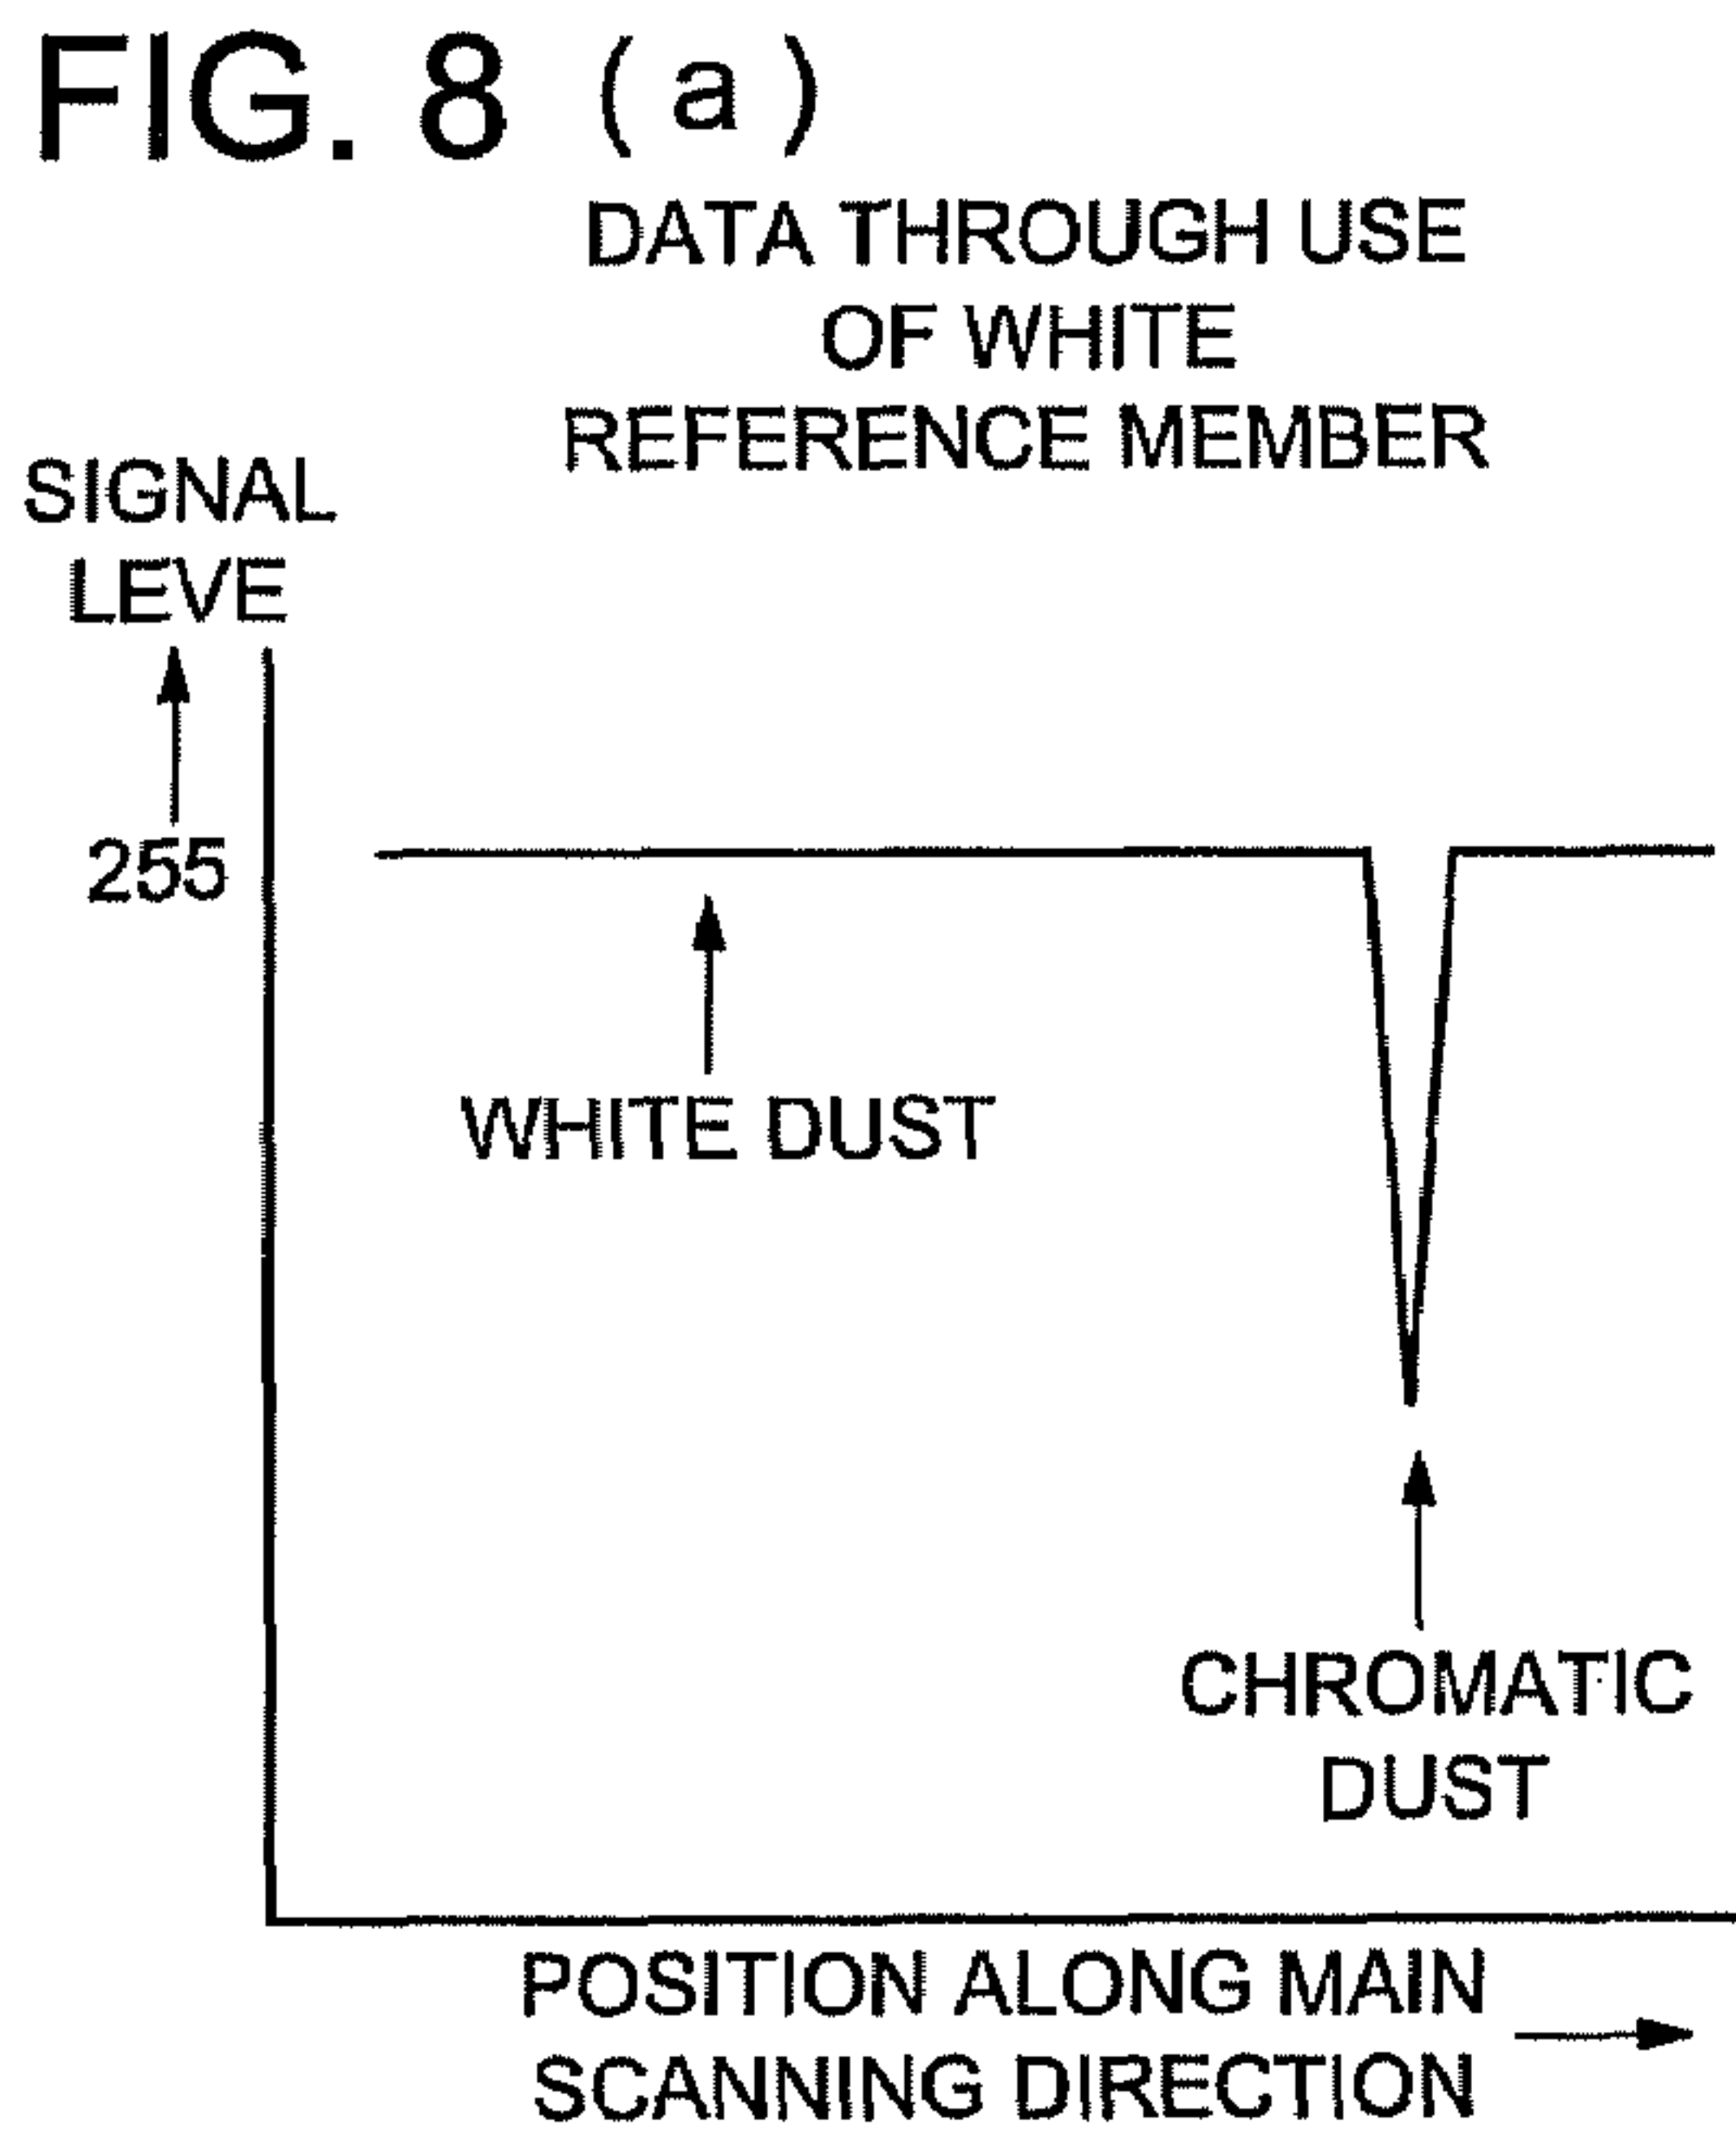 FIG. 8 (a)
DATA THROUGH USE
OF WHITE
REFERENCE MEMBER
SIGNAL
LEVE
255
WHITE DUST
CHROMATIC
DUST
POSITION ALONG MAIN
SCANNING DIRECTION